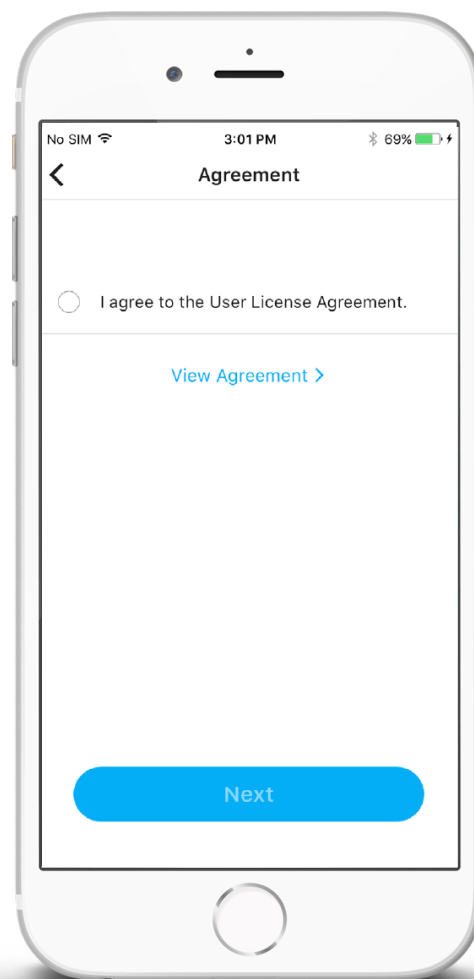 No SIM 3:01 PM 69%
Agreement
I agree to the User License Agreement.
View Agreement >
Next